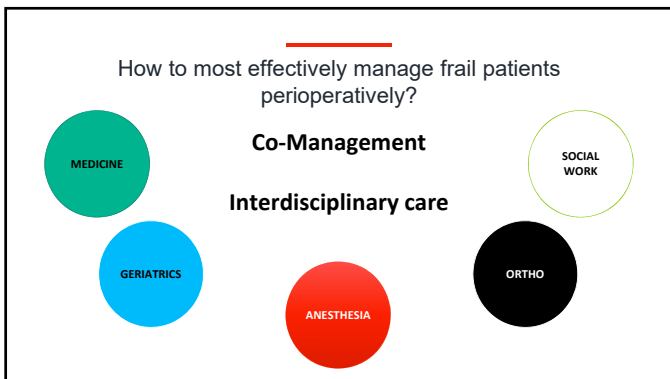 How to most effectively manage frail patients
perioperatively?
Co-Management
MEDICINE
SOCIAL
WORK
Interdisciplinary care
GERIATRICS
ORTHO
ANESTHESIA